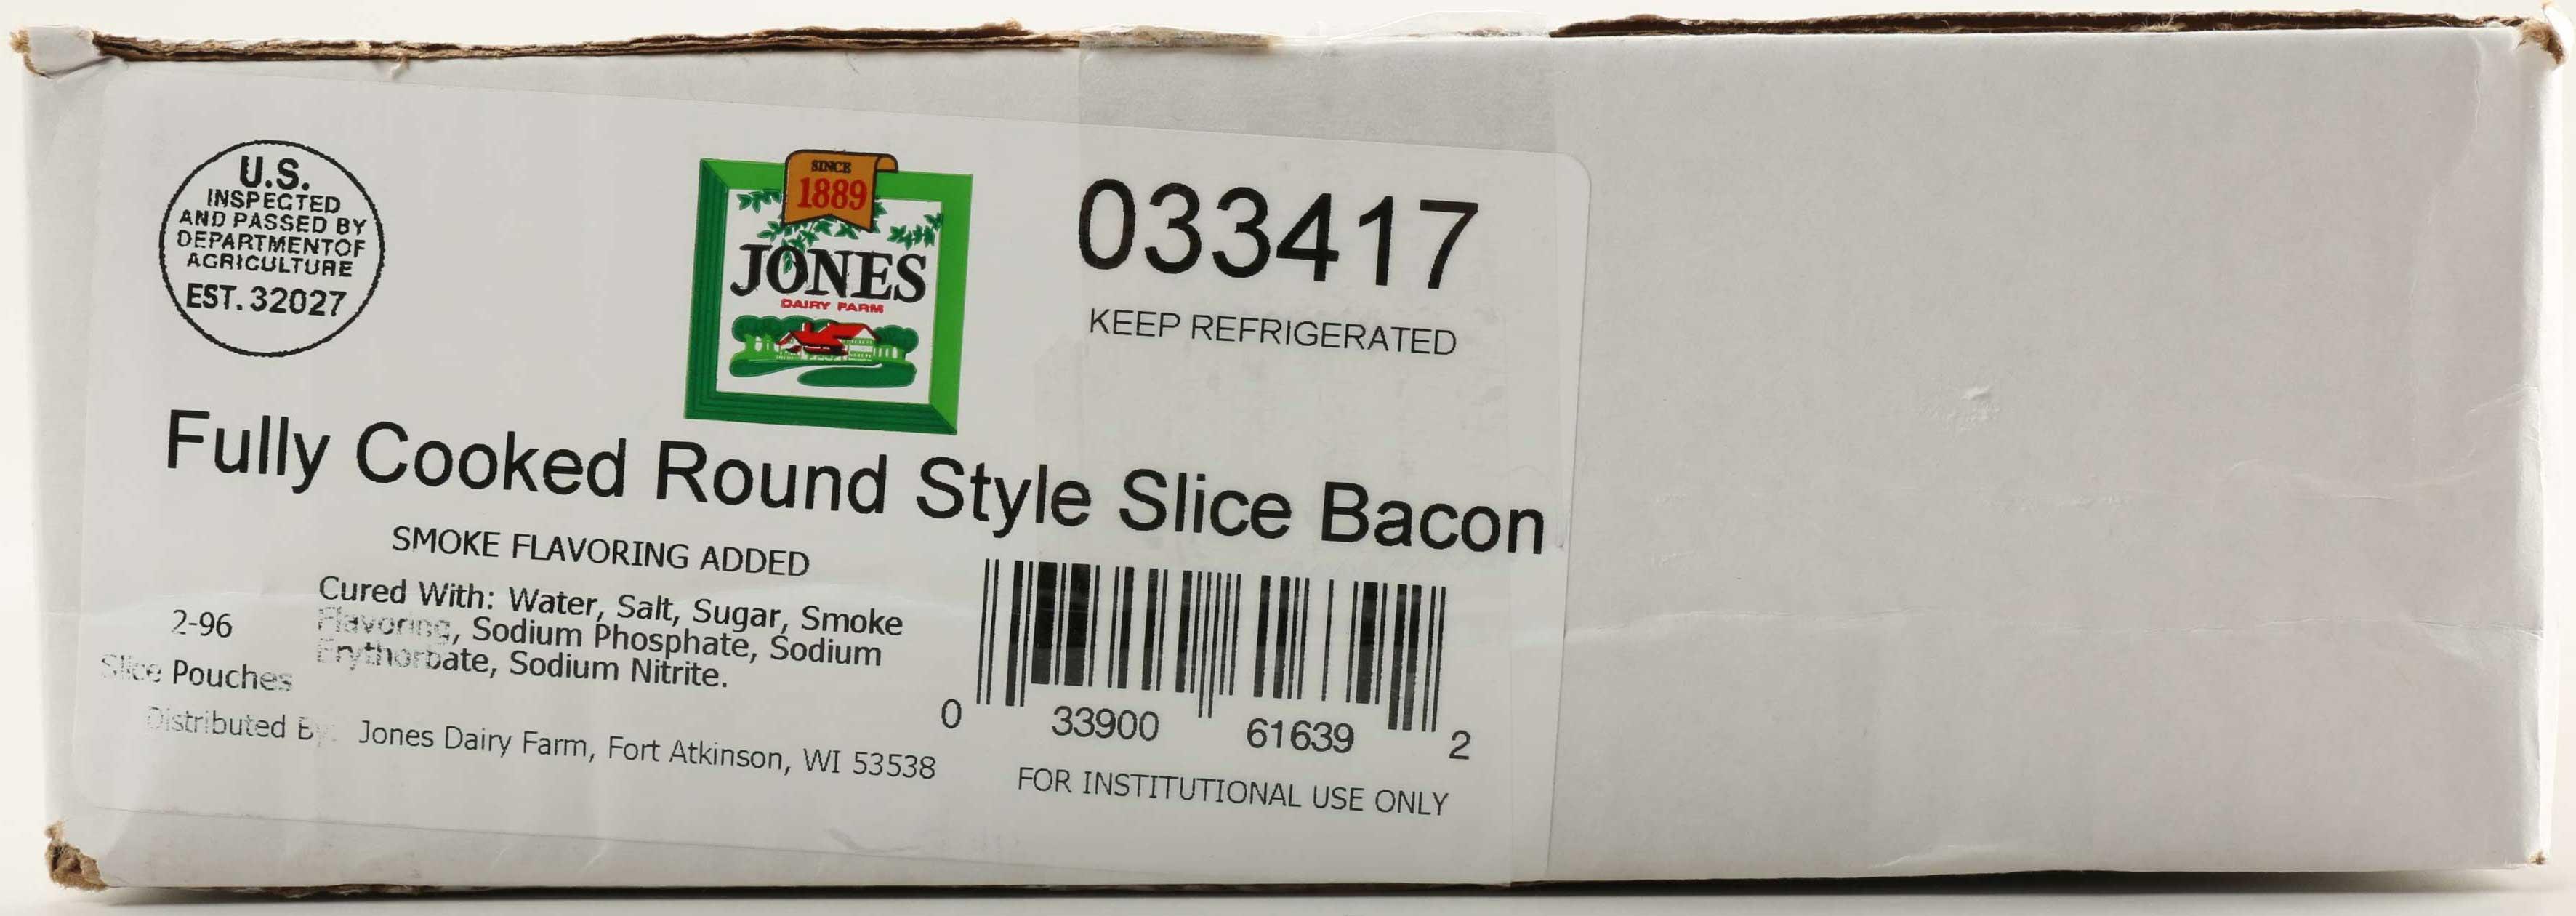 U.S.
INSPECTED
AND PASSED BY
DEPARTMENTOF
AGRICULTURE
EST. 32027
SINCE
1889
JONES
DAIRY FARM
033417
KEEP REFRIGERATED
Fully Cooked Round Style Slice Bacon
SMOKE FLAVORING ADDED
2-96
Slice Pouches
Cured With: Water, Salt, Sugar, Smoke
Flavoring, Sodium Phosphate, Sodium
Erythorbate, Sodium Nitrite.
Distributed By: Jones Dairy Farm, Fort Atkinson, WI 53538
0 33900 61639 2
FOR INSTITUTIONAL USE ONLY